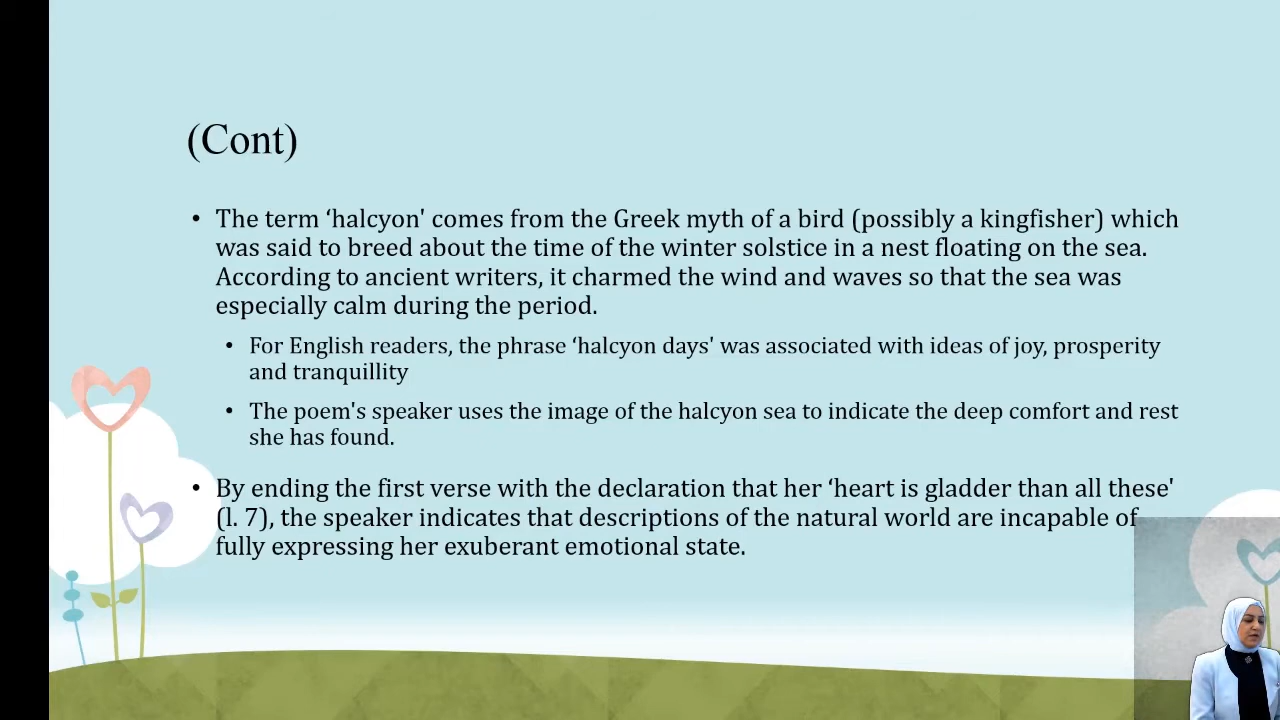 (Cont)
• The term ‘halcyon' comes from the Greek myth of a bird (possibly a kingfisher) which
was said to breed about the time of the winter solstice in a nest floating on the sea.
According to ancient writers, it charmed the wind and waves so that the sea was
especially calm during the period.
• For English readers, the phrase ‘halcyon days' was associated with ideas of joy, prosperity
and tranquillity
• The poem's speaker uses the image of the halcyon sea to indicate the deep comfort and rest
she has found.
• By ending the first verse with the declaration that her ‘heart is gladder than all these'
(l. 7), the speaker indicates that descriptions of the natural world are incapable of
fully expressing her exuberant emotional state.